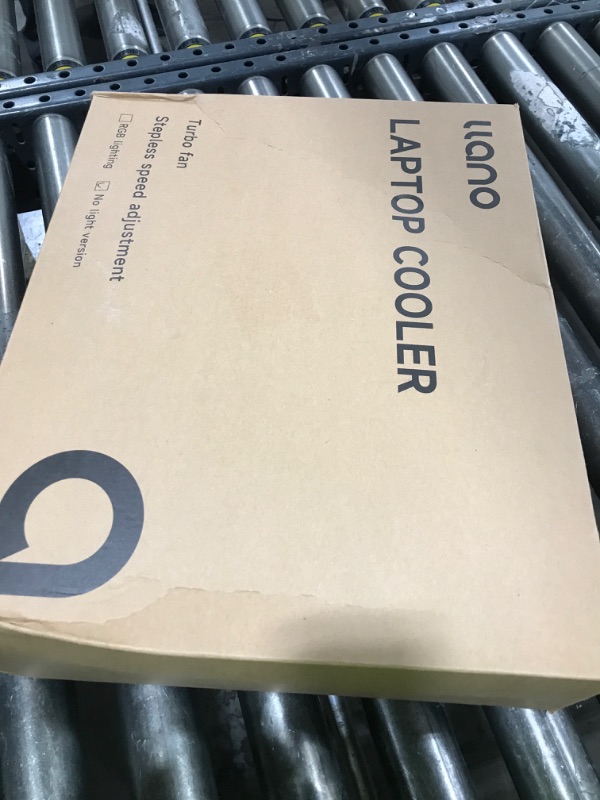 llano
LAPTOP COOLER
Turbo fan
Stepless speed adjustment
RGB lighting No light version